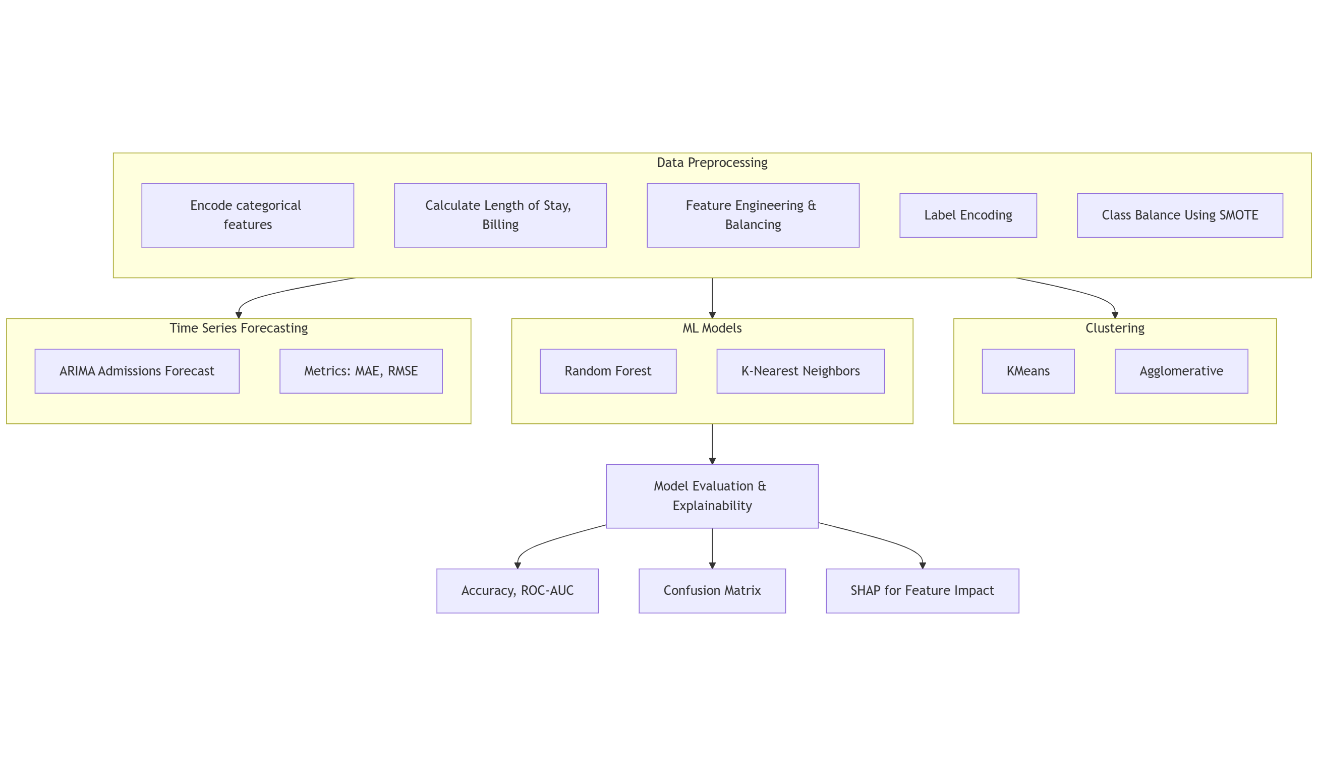 Data Preprocessing
Encode categorical
features
Calculate Length of Stay,
Billing
Feature Engineering &
Balancing
Label Encoding
Class Balance Using SMOTE
Time Series Forecasting
ARIMA Admissions Forecast
Metrics: MAE, RMSE
ML Models
Random Forest
K-Nearest Neighbors
Clustering
KMeans
Agglomerative
Model Evaluation &
Explainability
Accuracy, ROC-AUC
Confusion Matrix
SHAP for Feature Impact